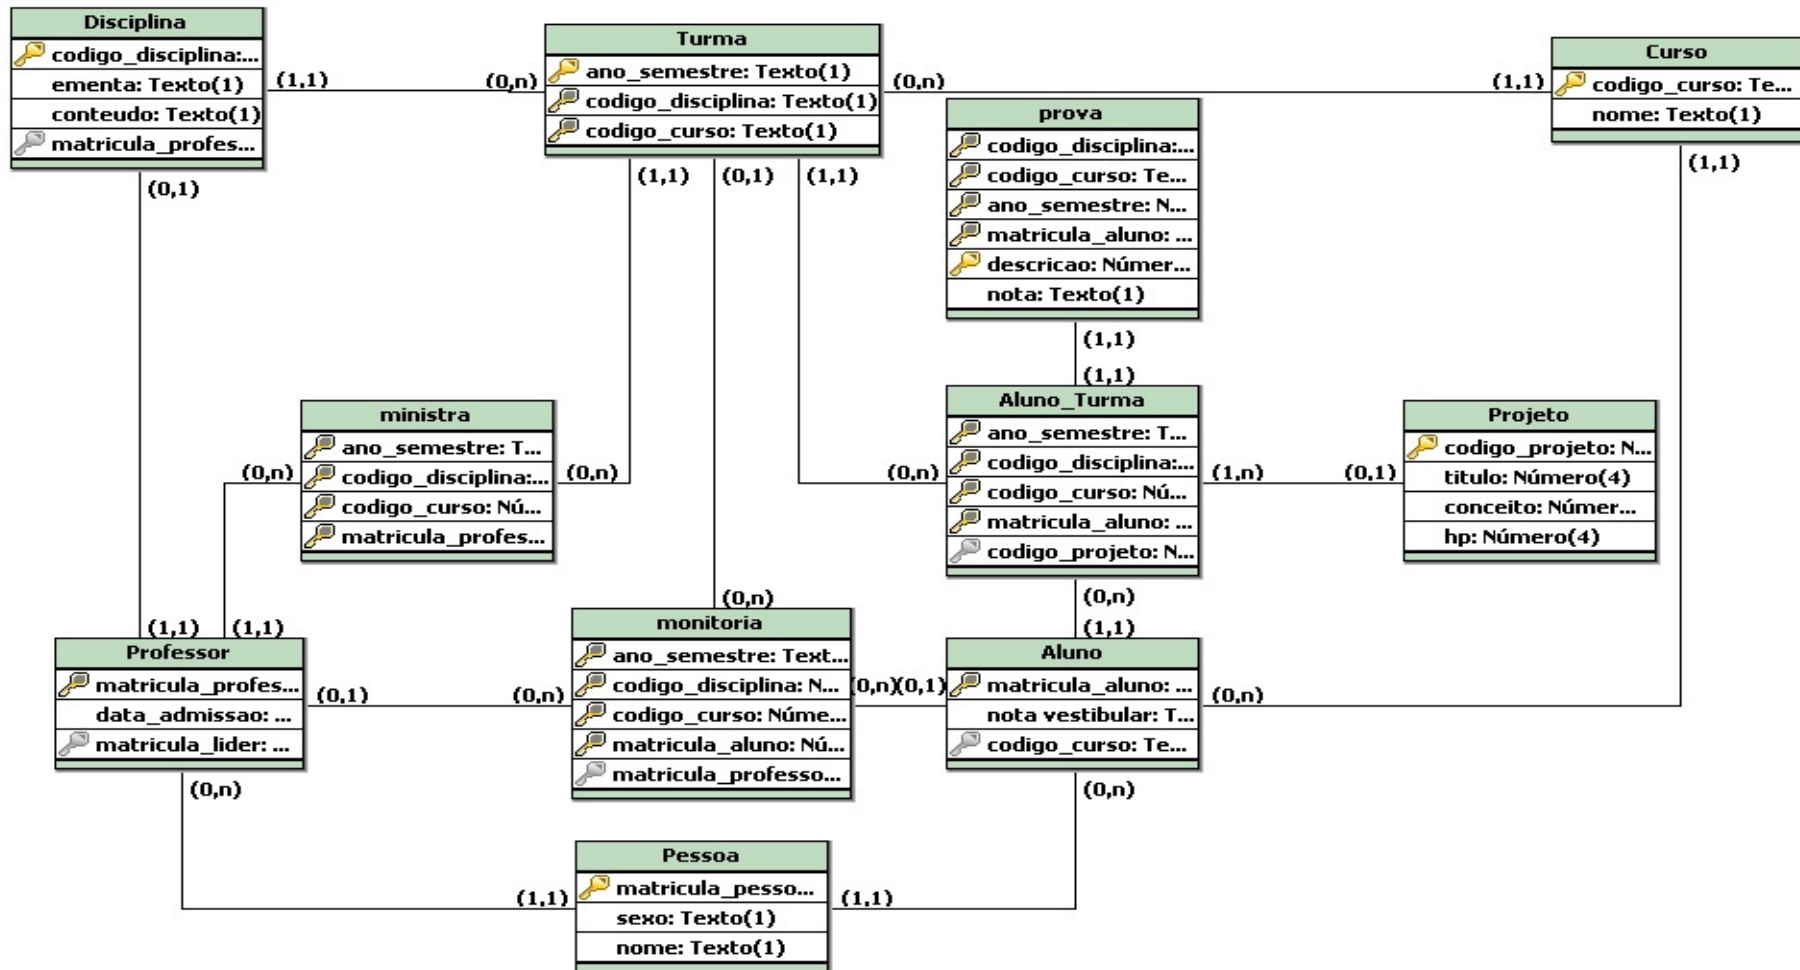 Disciplina
codigo_disciplina:...
ementa: Texto(1)
conteudo: Texto(1)
matricula_profes...
(1,1)
(0,1)
Turma
ano_semestre: Texto(1)
codigo_disciplina: Texto(1)
codigo_curso: Texto(1)
(0,n)
(0,n)
(1,1)
(0,1)
(1,1)
Curso
codigo_curso: Te...
nome: Texto(1)
(1,1)
(1,1)
prova
codigo_disciplina:...
codigo_curso: Te...
ano_semestre: N...
matricula_aluno: ...
descricao: Númer...
nota: Texto(1)
(1,1)
(1,1)
ministra
ano_semestre: T...
codigo_disciplina:...
codigo_curso: Nú...
matricula_profes...
(0,n)
(0,n)
Aluno_Turma
ano_semestre: T...
codigo_disciplina:...
codigo_curso: Nú...
matricula_aluno: ...
codigo_projeto: N...
(0,n)
(1,n)
(0,1)
(0,n)
(1,1)
Projeto
codigo_projeto: N...
titulo: Número(4)
conceito: Númer...
hp: Número(4)
(1,1)
(1,1)
Professor
matricula_profes...
data_admissao: ...
matricula_lider: ...
(0,1)
(0,n)
(0,n)
(0,n)
monitoria
ano_semestre: Text...
codigo_disciplina: N...
codigo_curso: Núme...
matricula_aluno: Nú...
matricula_professo...
(0,n)(0,1)
Aluno
matricula_aluno: ...
nota vestibular: T...
codigo_curso: Te...
(0,n)
(0,n)
Pessoa
matricula_pesso...
sexo: Texto(1)
nome: Texto(1)
(1,1)
(1,1)